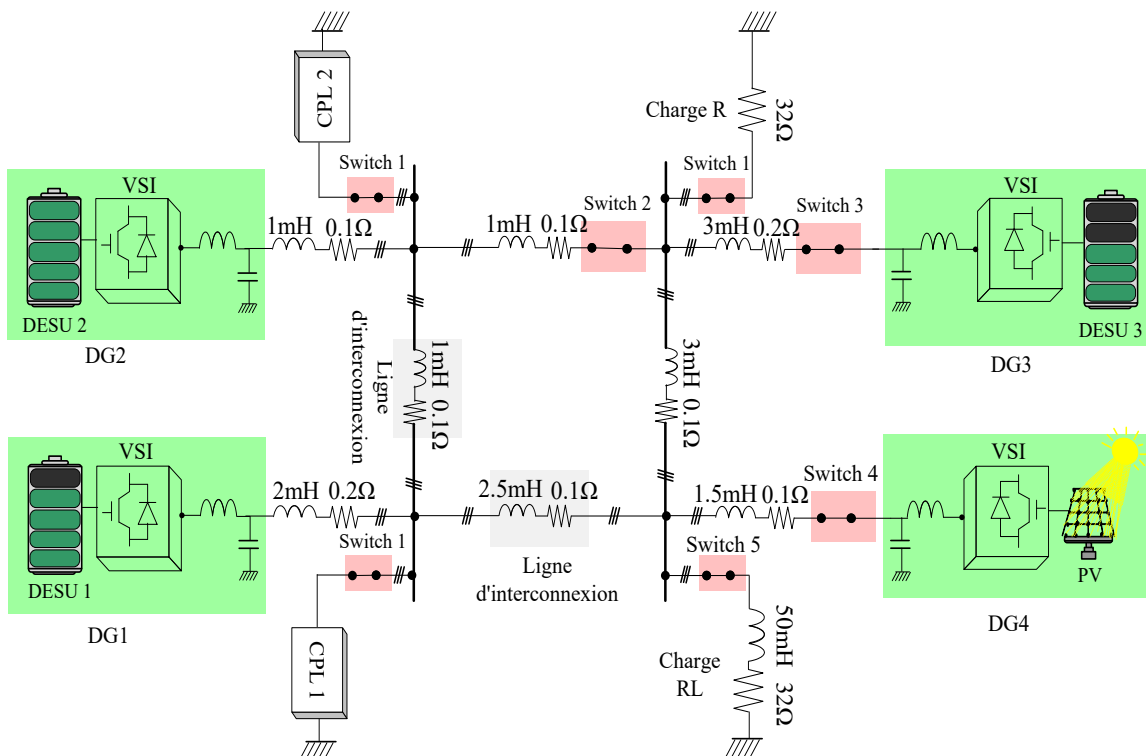 CPL 2
Switch 1
Charge R
32Ω
Switch 1
VSI
DESU 2
DG2
1mH
0.1Ω
1mH
0.1Ω
Switch 2
3mH
0.2Ω
Switch 3
DESU 3
VSI
DG3
Ligne
d'interconnexion
1mH 0.1Ω
3mH 0.1Ω
VSI
DESU 1
DG1
2mH
0.2Ω
2.5mH
0.1Ω
Ligne
d'interconnexion
1.5mH
0.1Ω
Switch 4
VSI
PV
DG4
Switch 1
CPL 1
Switch 5
Charge
RL
50mH
32Ω